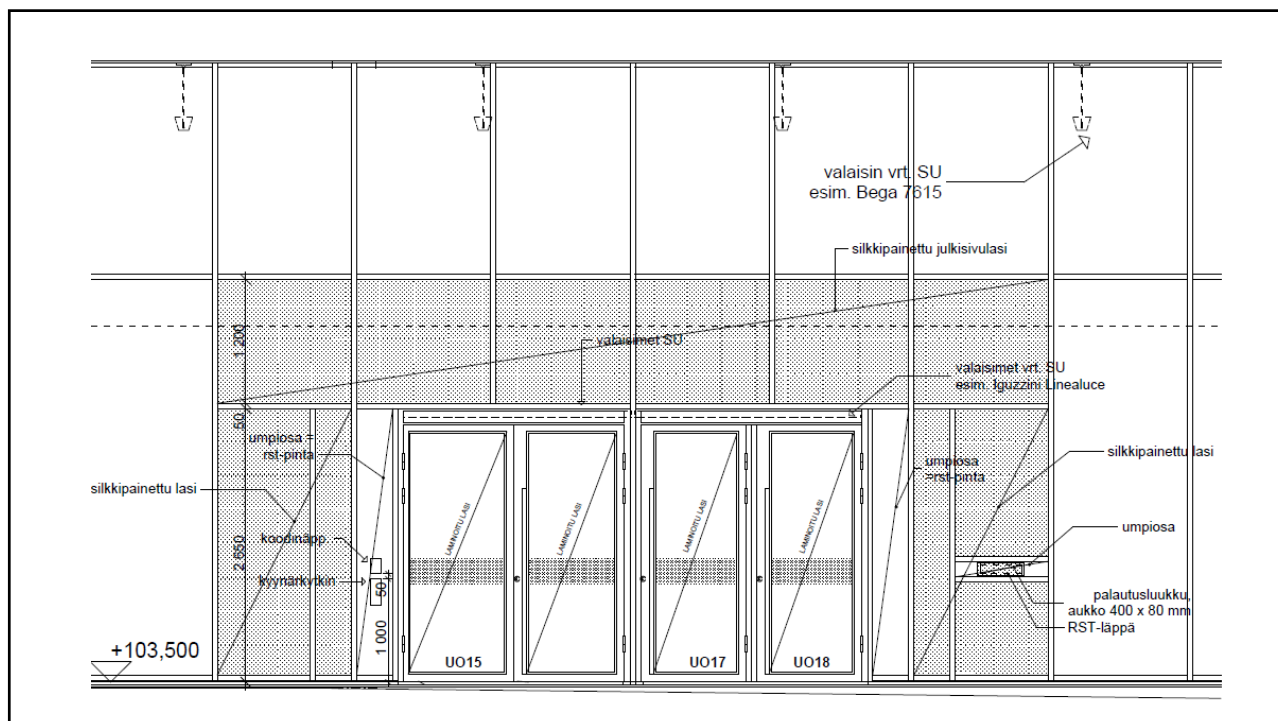 valaisin vrt. SU
esim. Bega 7615
silkkipainettu julkisivulasi
1 200
valaisimet SU
valaisimet vrt. SU
esim. Iguzzini Linealuce
50
umpiosa =
rst-pinta
silkkipainettu lasi
koodinäpp.
kyynärkytkin
2 650
50
1 000
LAMINOITU LASI
LAMINOITU LASI
LAMINOITU LASI
LAMINOITU LASI
umpiosa
=rst-pinta
silkkipainettu lasi
umpiosa
palautusluukku,
aukko 400 x 80 mm
RST-läppä
+103,500
UO15
UO17
UO18